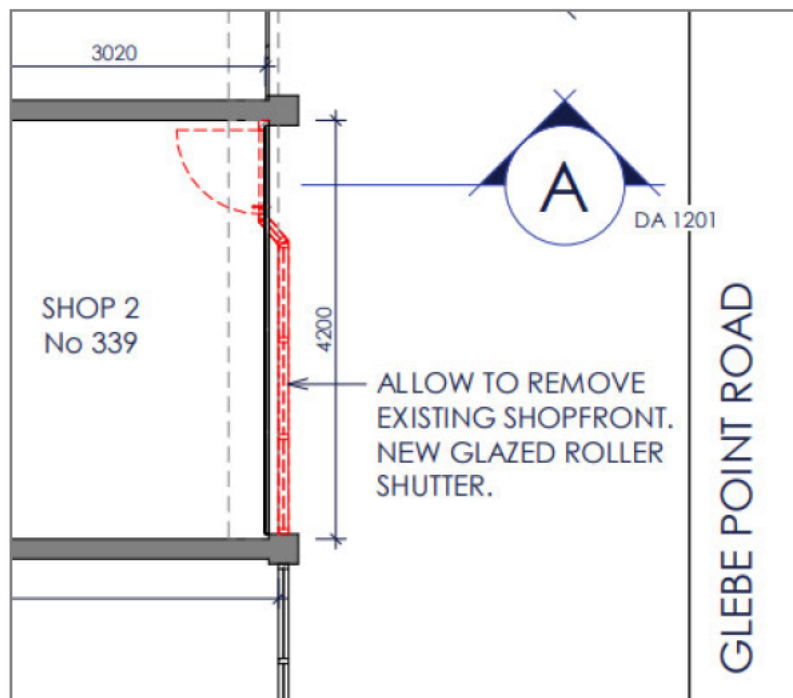 3020
A
DA 1201
SHOP 2
No 339
4200
ALLOW TO REMOVE
EXISTING SHOPFRONT.
NEW GLAZED ROLLER
SHUTTER.
GLEBE POINT ROAD